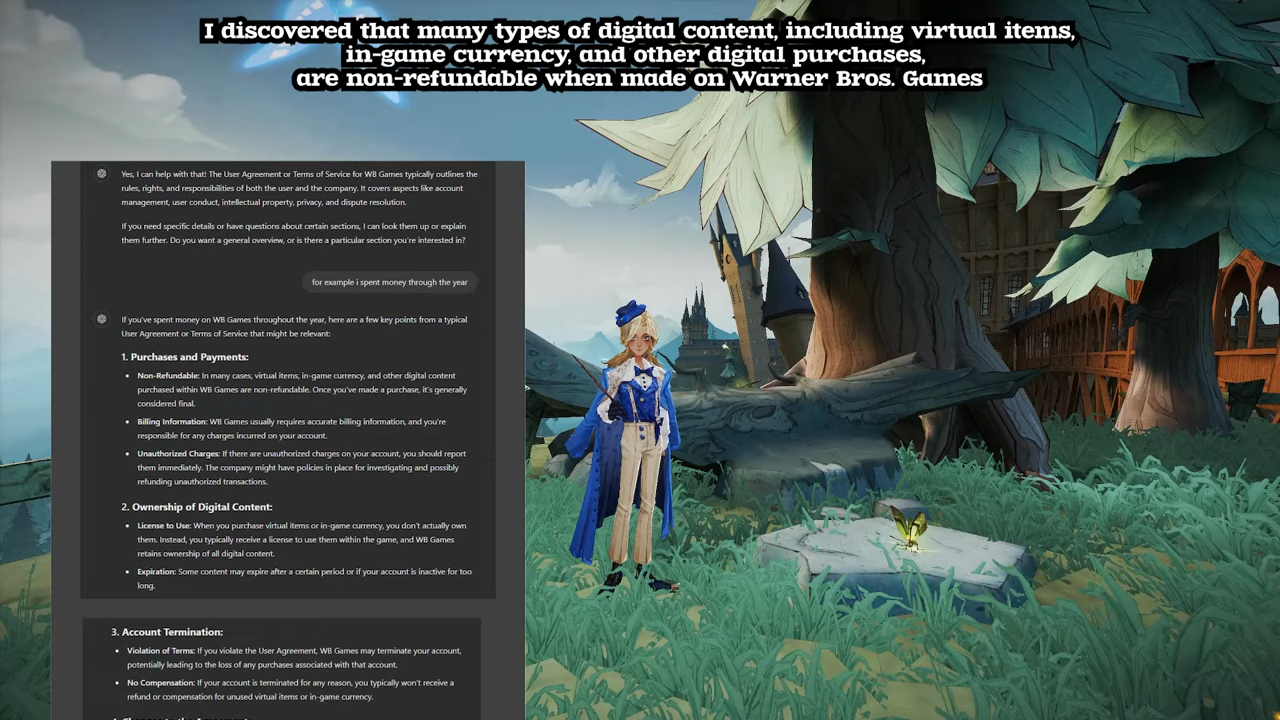 I discovered that many types of digital content, including virtual items,
in-game currency, and other digital purchases,
are non-refundable when made on Warner Bros. Games
Yes, I can help with that! The User Agreement or Terms of Service for WB Games typically outlines the
rules, rights, and responsibilities of both the user and the company. It covers aspects like account
management, user conduct, intellectual property, privacy, and dispute resolution.
If you need specific details or have questions about certain sections, I can look them up or explain
them further. Do you want a general overview, or is there a particular section you're interested in?
for example i spent money through the year
If you've spent money on WB Games throughout the year, here are a few key points from a typical
User Agreement or Terms of Service that might be relevant:
1. Purchases and Payments:
• Non-Refundable: In many cases, virtual items, in-game currency, and other digital content
purchased within WB Games are non-refundable. Once you've made a purchase, it's generally
considered final.
• Billing Information: WB Games usually requires accurate billing information, and you're
responsible for any charges incurred on your account.
• Unauthorized Charges: If there are unauthorized charges on your account, you should report
them immediately. The company might have policies in place for investigating and possibly
refunding unauthorized transactions.
2. Ownership of Digital Content:
• License to Use: When you purchase virtual items or in-game currency, you don't actually own
them. Instead, you typically receive a license to use them within the game, and WB Games
retains ownership of all digital content.
• Expiration: Some content may expire after a certain period or if your account is inactive for too
long.
3. Account Termination:
• Violation of Terms: If you violate the User Agreement, WB Games may terminate your account,
potentially leading to the loss of any purchases associated with that account.
• No Compensation: If your account is terminated for any reason, you typically won't receive a
refund or compensation for unused virtual items or in-game currency.